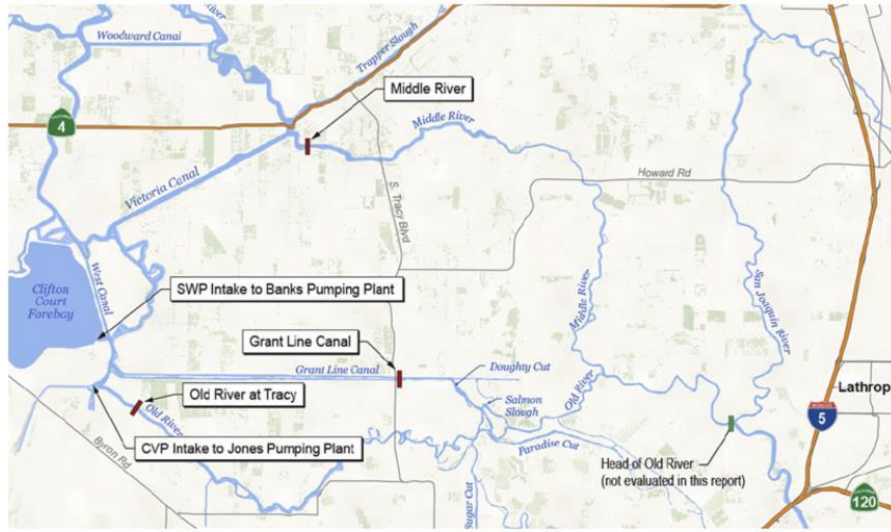 Woodward Canal
Trapper Slough
Middle River
4
Middle River
Howard Rd
Victoria Canal
S. Tracy Blvd
West Canal
Clifton
Court
Forebay
SWP Intake to Banks Pumping Plant
Middle River
San Joaquin River
Grant Line Canal
Grant Line Canal
Doughty Cut
Old River at Tracy
Salmon
Slough
Old River
Lathrop
5
Old River
Paradise Cut
CVP Intake to Jones Pumping Plant
Byron Rd
Head of Old River
(not evaluated in this report)
Sugar Cut
CALIFORNIA
120